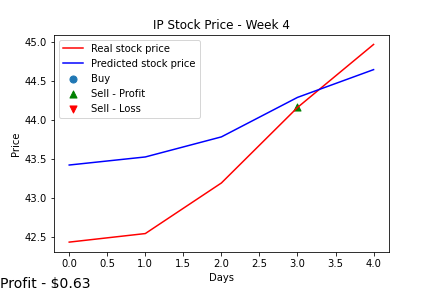 IP Stock Price - Week 4
45.0
44.5
44.0
43.5
43.0
42.5
Price
Real stock price
Predicted stock price
Buy
Sell - Profit
Sell - Loss
0.0 0.5 1.0 1.5 2.0 2.5 3.0 3.5 4.0
Days
Profit - $0.63